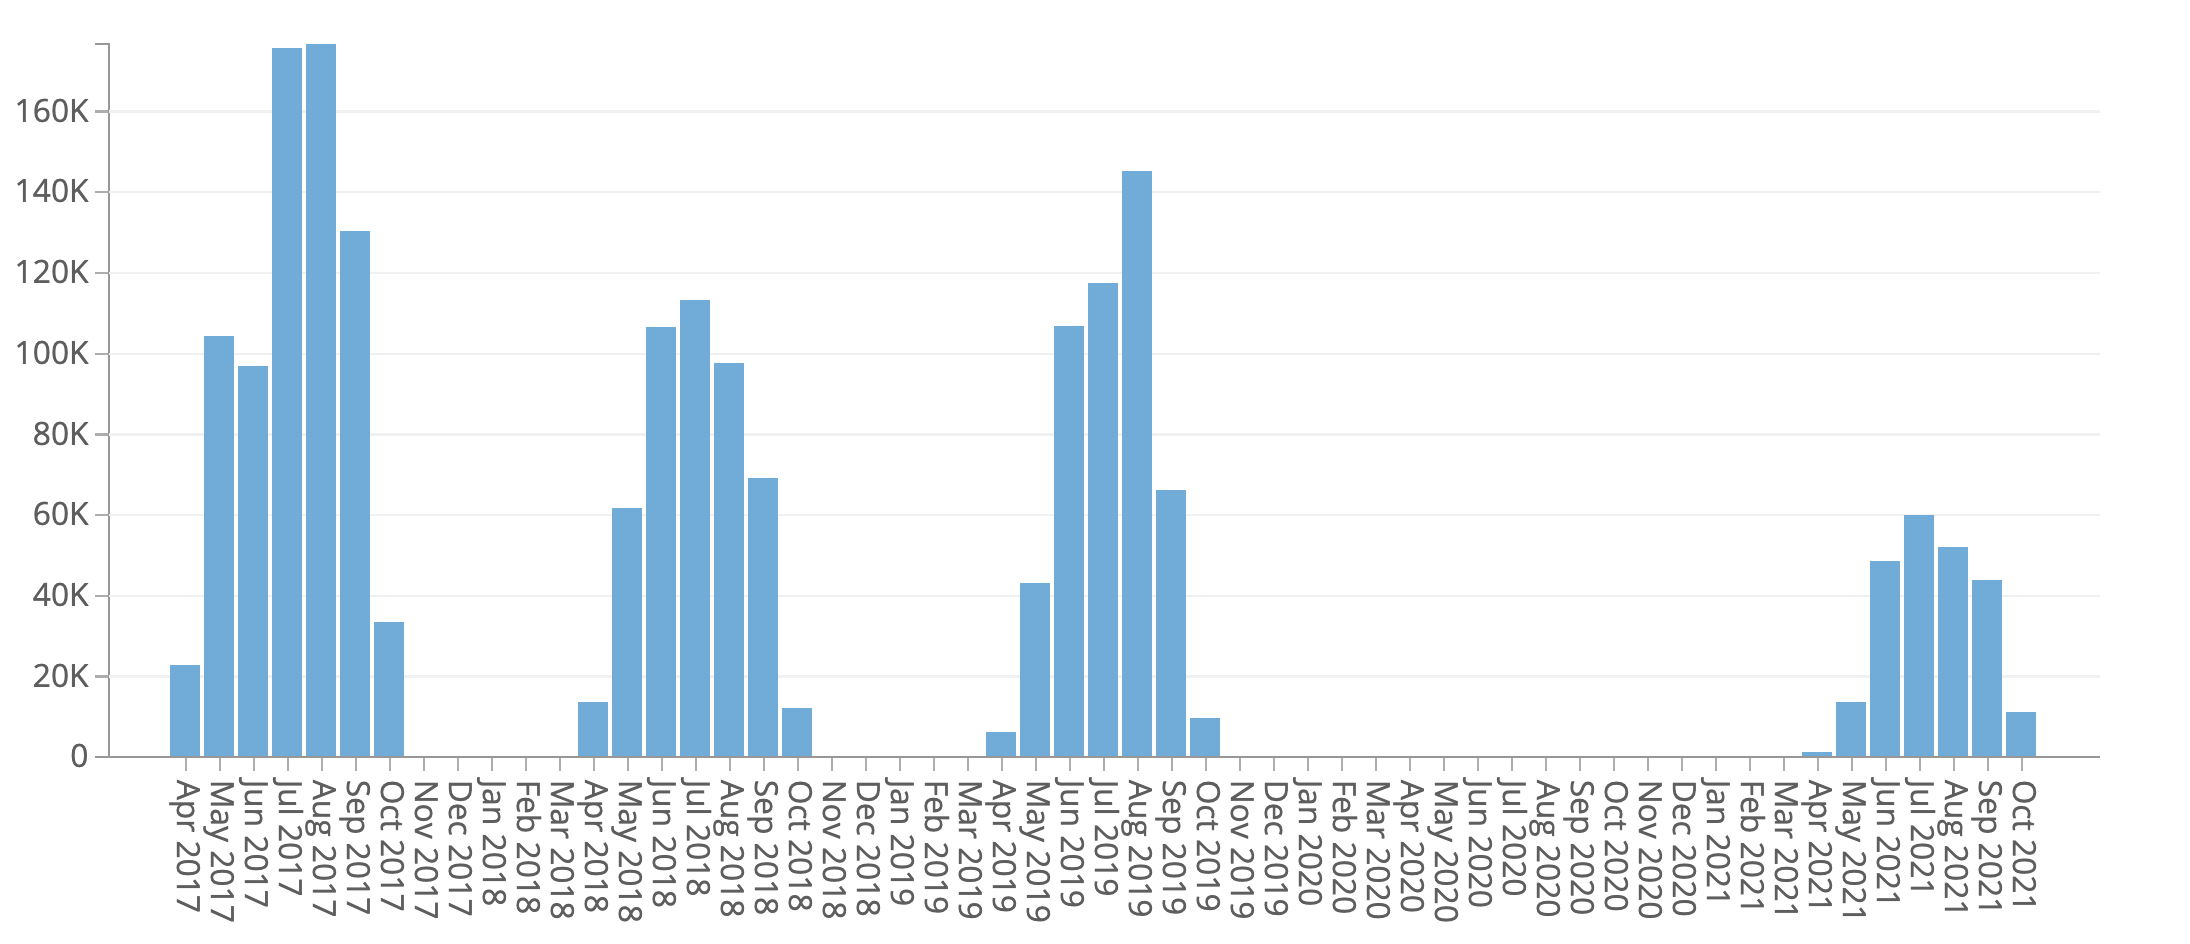 160K
140K
120K
100K
80K
60K
40K
20K
0
Apr 2017
May 2017
Jun 2017
Jul 2017
Aug 2017
Sep 2017
Oct 2017
Nov 2017
Dec 2017
Jan 2018
Feb 2018
Mar 2018
Apr 2018
May 2018
Jun 2018
Jul 2018
Aug 2018
Sep 2018
Oct 2018
Nov 2018
Dec 2018
Jan 2019
Feb 2019
Mar 2019
Apr 2019
May 2019
Jun 2019
Jul 2019
Aug 2019
Sep 2019
Oct 2019
Nov 2019
Dec 2019
Jan 2020
Feb 2020
Mar 2020
Apr 2020
May 2020
Jun 2020
Jul 2020
Aug 2020
Sep 2020
Oct 2020
Nov 2020
Dec 2020
Jan 2021
Feb 2021
Mar 2021
Apr 2021
May 2021
Jun 2021
Jul 2021
Aug 2021
Sep 2021
Oct 2021